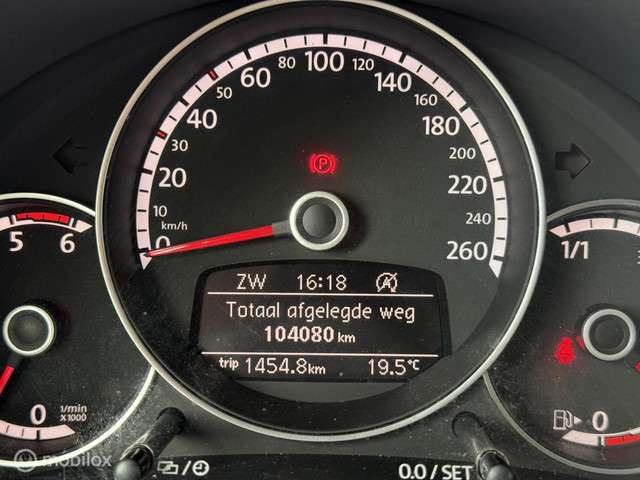 80 100 120
60 140
50 160
40 180
30 200
20 220
10 240
km/h
0 260
P
5 6
1/1
ZW 16:18 A
Totaal afgelegde weg
104080 km
trip 1454.8 km 19.5 °C
0 1/min
x1000
0
0.0 / SET
© mobilox